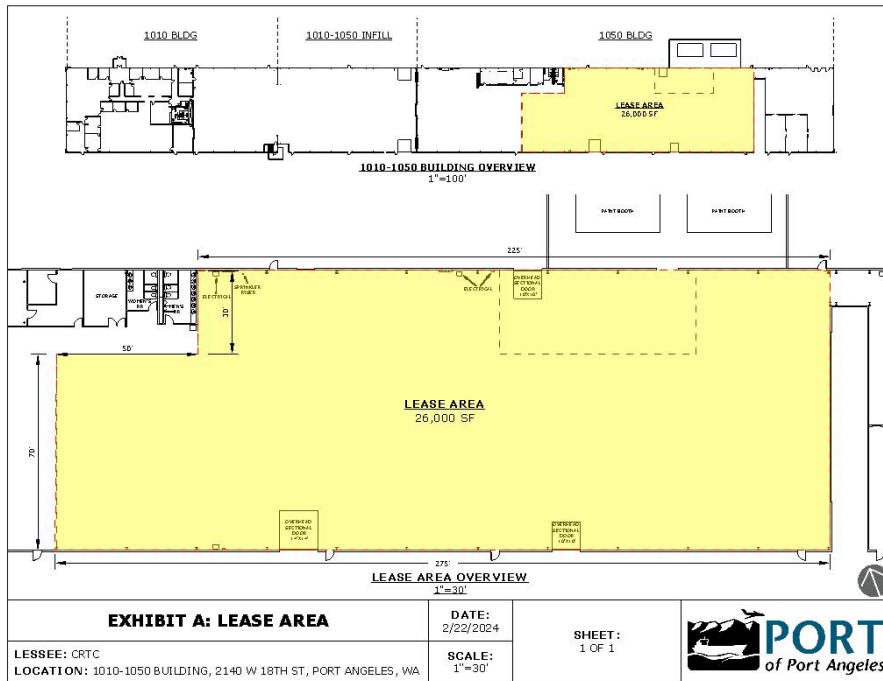 1010 BLDG
1010-1050 INFILL
1050 BLDG
LEASE AREA
26,000 SF
1010-1050 BUILDING OVERVIEW
1"=100'
PAINT BOOTH
PAINT BOOTH
225'
STORAGE
WOMEN'S
RR
MEN'S
RR
ELECTRICAL
SPRINKLER
RISER
ELECTRICAL
OVERHEAD
SECTIONAL
DOOR
30'
50'
70'
LEASE AREA
26,000 SF
OVERHEAD
SECTIONAL
DOOR
OVERHEAD
SECTIONAL
DOOR
275'
LEASE AREA OVERVIEW
1"=30'
EXHIBIT A: LEASE AREA
DATE:
2/22/2024
SHEET:
1 OF 1
LESSEE: CRTC
LOCATION: 1010-1050 BUILDING, 2140 W 18TH ST, PORT ANGELES, WA
SCALE:
1"=30'
PORT
of Port Angeles